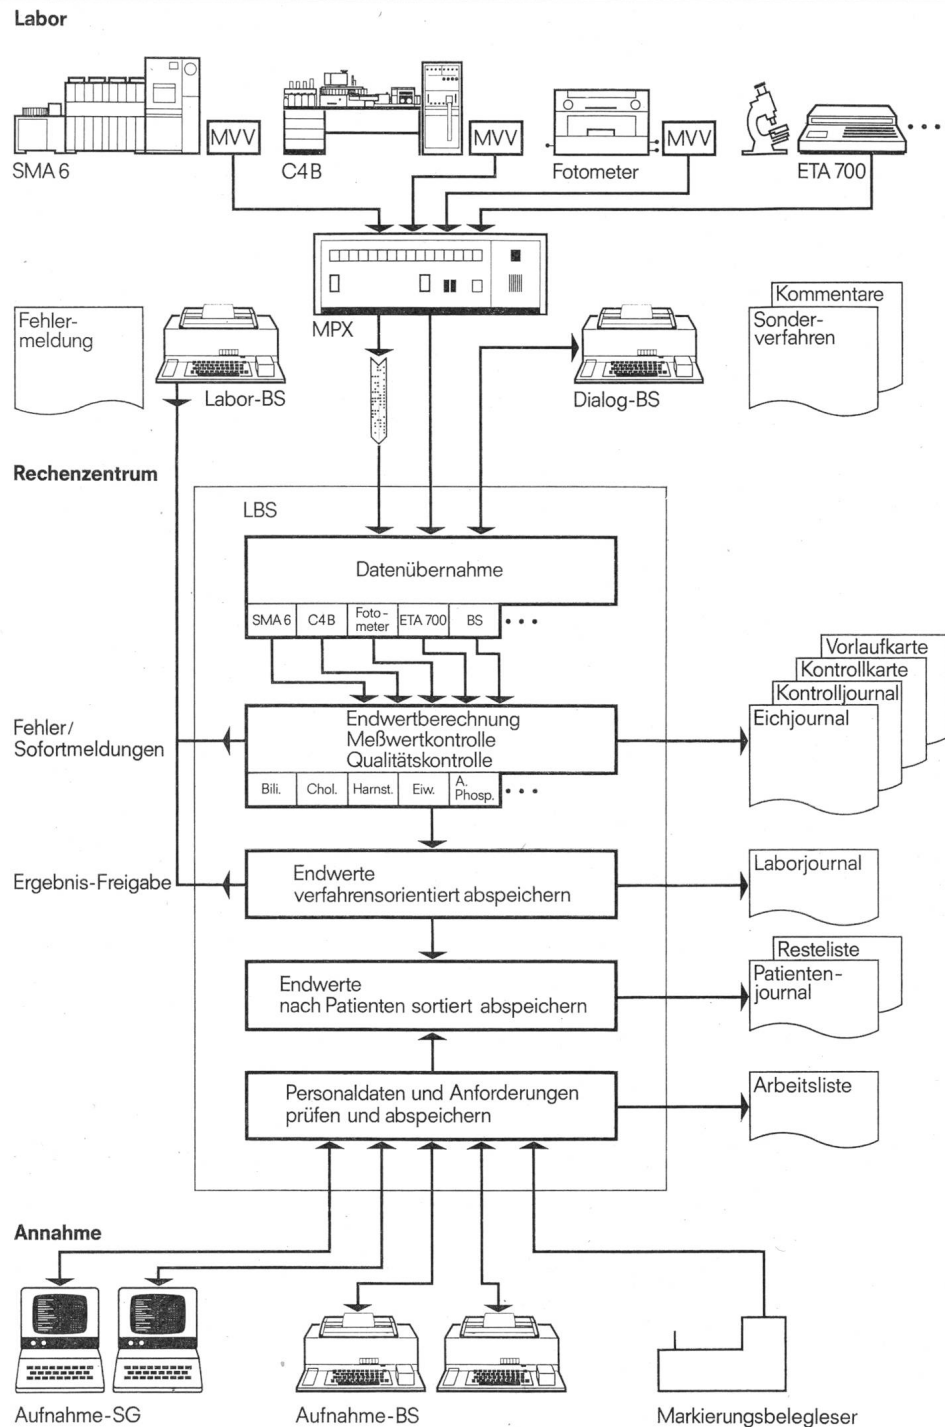 Labor
MVV
MVV
MVV
SMA 6
C4B
Fotometer
ETA 700
MPX
Fehler-
meldung
Labor-BS
Dialog-BS
Kommentare
Sonder-
verfahren
Rechenzentrum
LBS
Datenübernahme
SMA 6
C4B
Foto-
meter
ETA 700
BS
Vorlaufkarte
Kontrollkarte
Kontrolljournal
Eichjournal
Fehler/
Sofortmeldungen
Endwertberechnung
Meßwertkontrolle
Qualitätskontrolle
Bili.
Chol.
Harnst.
Eiw.
A.
Phosp.
Ergebnis-Freigabe
Endwerte
verfahrensorientiert abspeichern
Laborjournal
Endwerte
nach Patienten sortiert abspeichern
Resteliste
Patienten-
journal
Personaldaten und Anforderungen
prüfen und abspeichern
Arbeitsliste
Annahme
Aufnahme-SG
Aufnahme-BS
Markierungsbelegleser